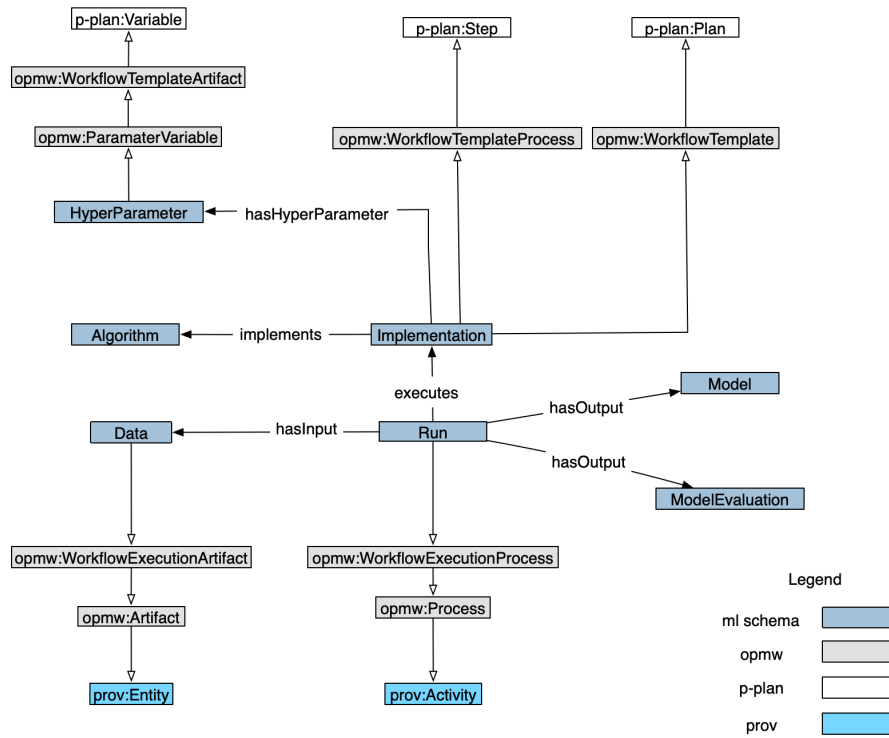 p-plan:Variable
p-plan:Step
p-plan:Plan
opmw:WorkflowTemplateArtifact
opmw:ParamaterVariable
opmw:WorkflowTemplateProcess
opmw:WorkflowTemplate
HyperParameter
hasHyperParameter
Algorithm
implements
Implementation
executes
Model
hasOutput
Data
hasInput
Run
hasOutput
ModelEvaluation
opmw:WorkflowExecutionArtifact
opmw:WorkflowExecutionProcess
Legend
opmw:Artifact
opmw:Process
ml schema
opmw
p-plan
prov:Entity
prov:Activity
prov